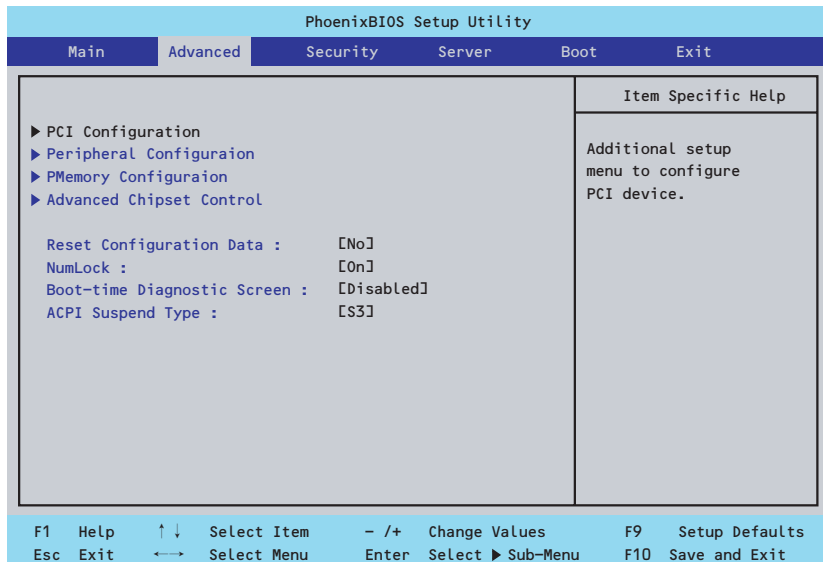 PhoenixBIOS Setup Utility
Main Advanced Security Server Boot Exit
Item Specific Help
▶ PCI Configuration
▶ Peripheral Configuraion
▶ PMemory Configuraion
▶ Advanced Chipset Control
Additional setup
menu to configure
PCI device.
Reset Configuration Data : [No]
NumLock : [On]
Boot-time Diagnostic Screen : [Disabled]
ACPI Suspend Type : [S3]
F1 Help ↑↓ Select Item - /+ Change Values F9 Setup Defaults
Esc Exit ←→ Select Menu Enter Select ▶ Sub-Menu F10 Save and Exit